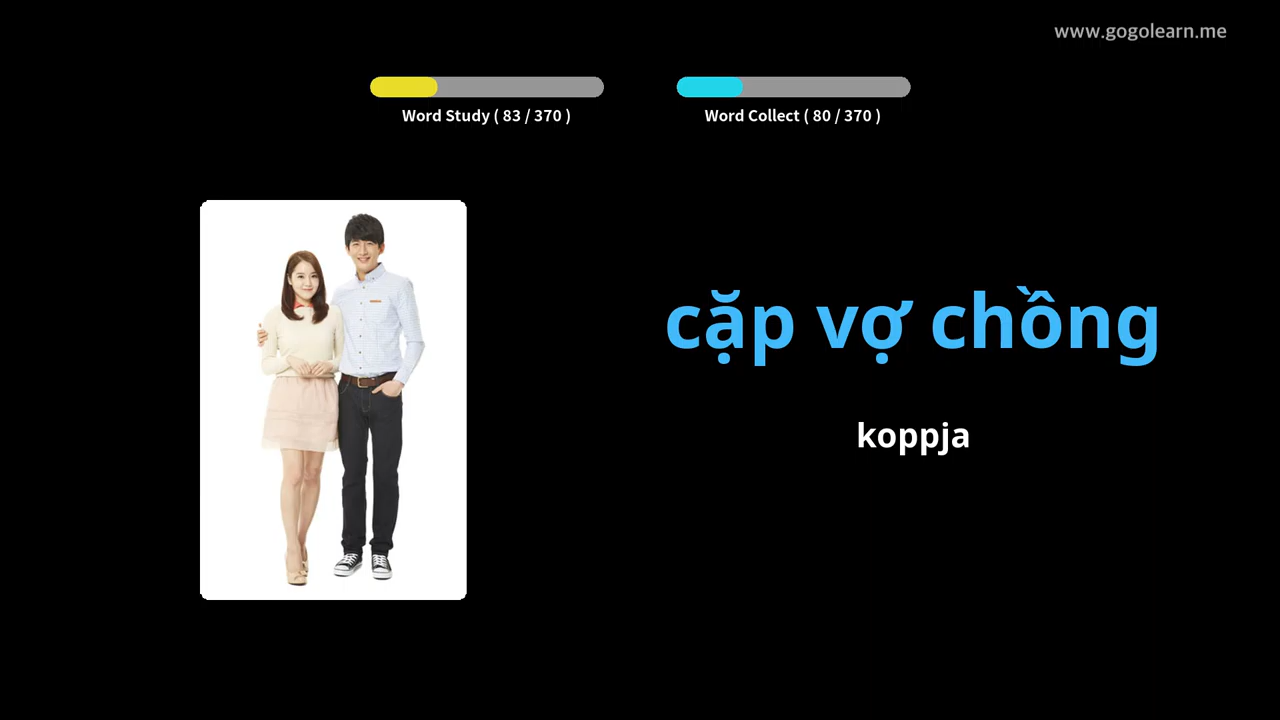 www.gogolearn.me
Word Study ( 83 / 370 )
Word Collect ( 80 / 370 )
cặp vợ chồng
koppja